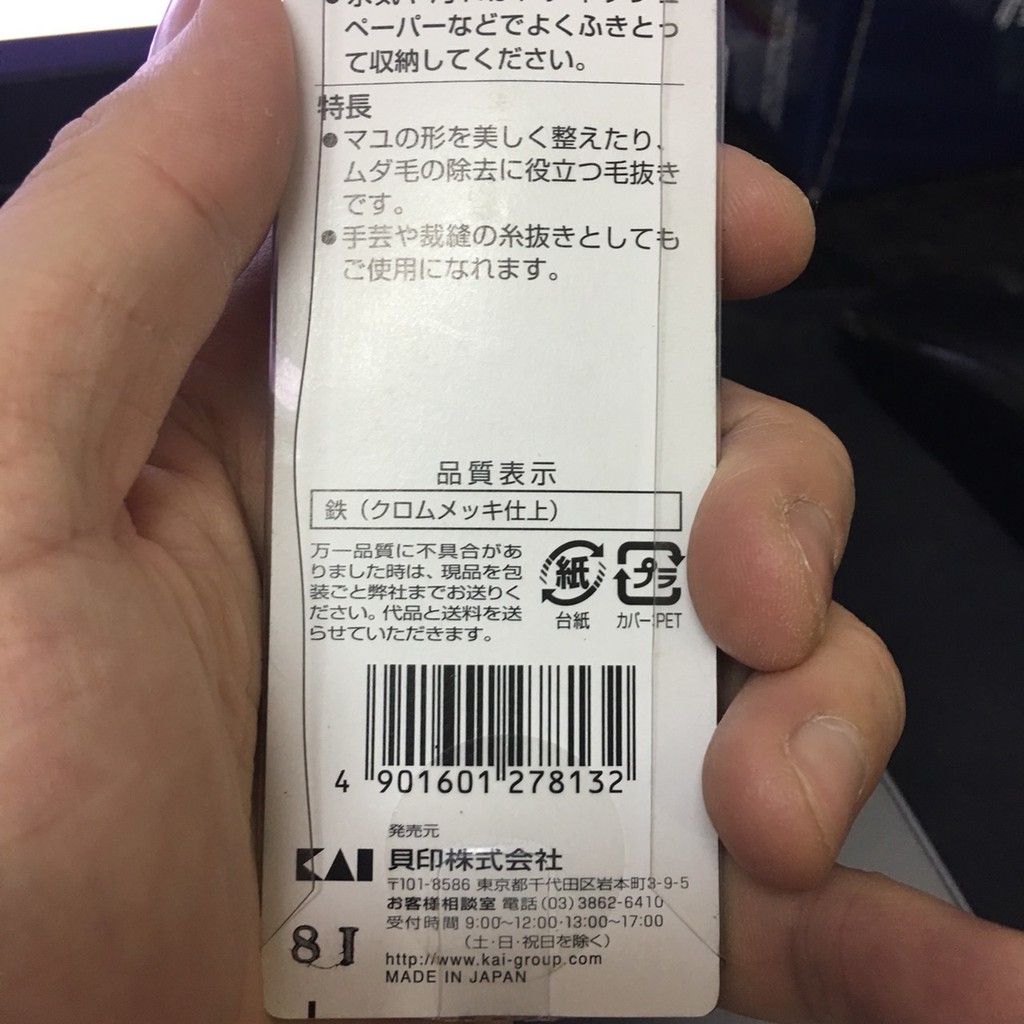 ペーパーなどでよくふきとっ
て収納してください。
特長
●マユの形を美しく整えたり、
ムダ毛の除去に役立つ毛抜き
です。
●手芸や裁縫の糸抜きとしても
ご使用になれます。
品質表示
鉄（クロムメッキ仕上）
万一品質に不具合があ
りました時は、現品を包
装ごと弊社までお送りく
ださい。代品と送料を送
らせていただきます。
紙 プラ
台紙 カバー:PET
4 901601 278132
発売元
KAI 貝印株式会社
〒101-8586 東京都千代田区岩本町3-9-5
お客様相談室 電話(03)3862-6410
受付時間 9:00～12:00・13:00～17:00
（土・日・祝日を除く）
http://www.kai-group.com
MADE IN JAPAN
8 I